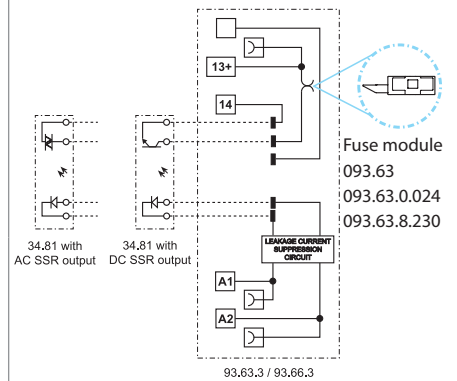 13+
14
Fuse module
093.63
093.63.0.024
093.63.8.230
34.81 with
AC SSR output
34.81 with
DC SSR output
LEAKAGE CURRENT
SUPPRESSION
CIRCUIT
A1
A2
93.63.3 / 93.66.3